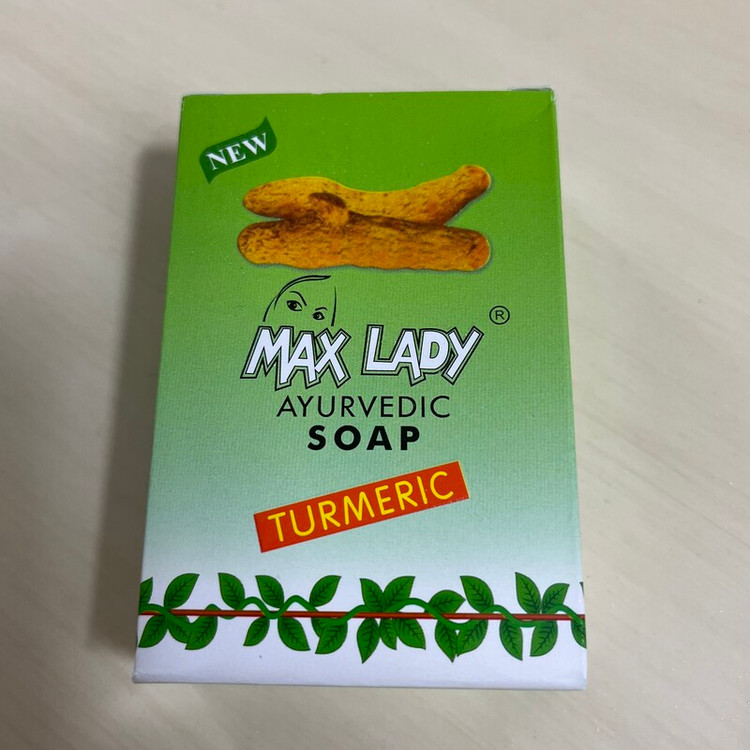 NEW
MAX LADY ®
AYURVEDIC
SOAP
TURMERIC